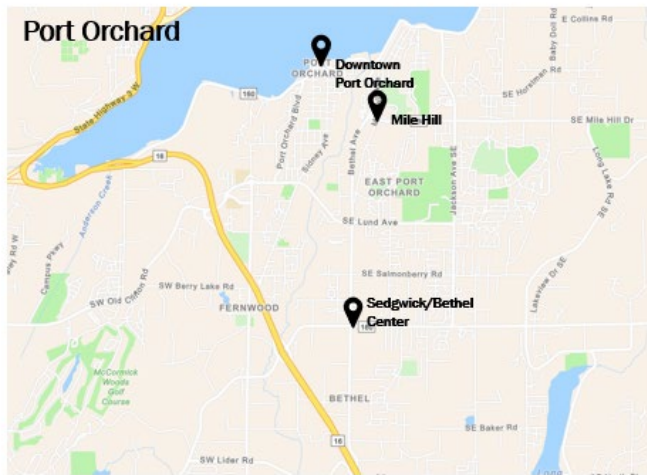 Port Orchard
E Collins Rd
Baby Doll Rd
PORT
ORCHARD
Downtown
Port Orchard
State Highway 3 W
160
SE Horstman Rd
Mile Hill
SE Mile Hill Dr
16
Port Orchard Blvd
Sidney Ave
Bethel Ave
EAST PORT
ORCHARD
Jackson Ave SE
Long Lake Rd SE
Anderson Creek
SE Lund Ave
Campus Pkwy
SW Old Clifton Rd
SW Berry Lake Rd
SE Salmonberry Rd
Lakeview Dr SE
FERNWOOD
Sedgwick/Bethel
Center
160
McCormick
Woods
Golf
Course
BETHEL
SE Baker Rd
16
SW Lider Rd